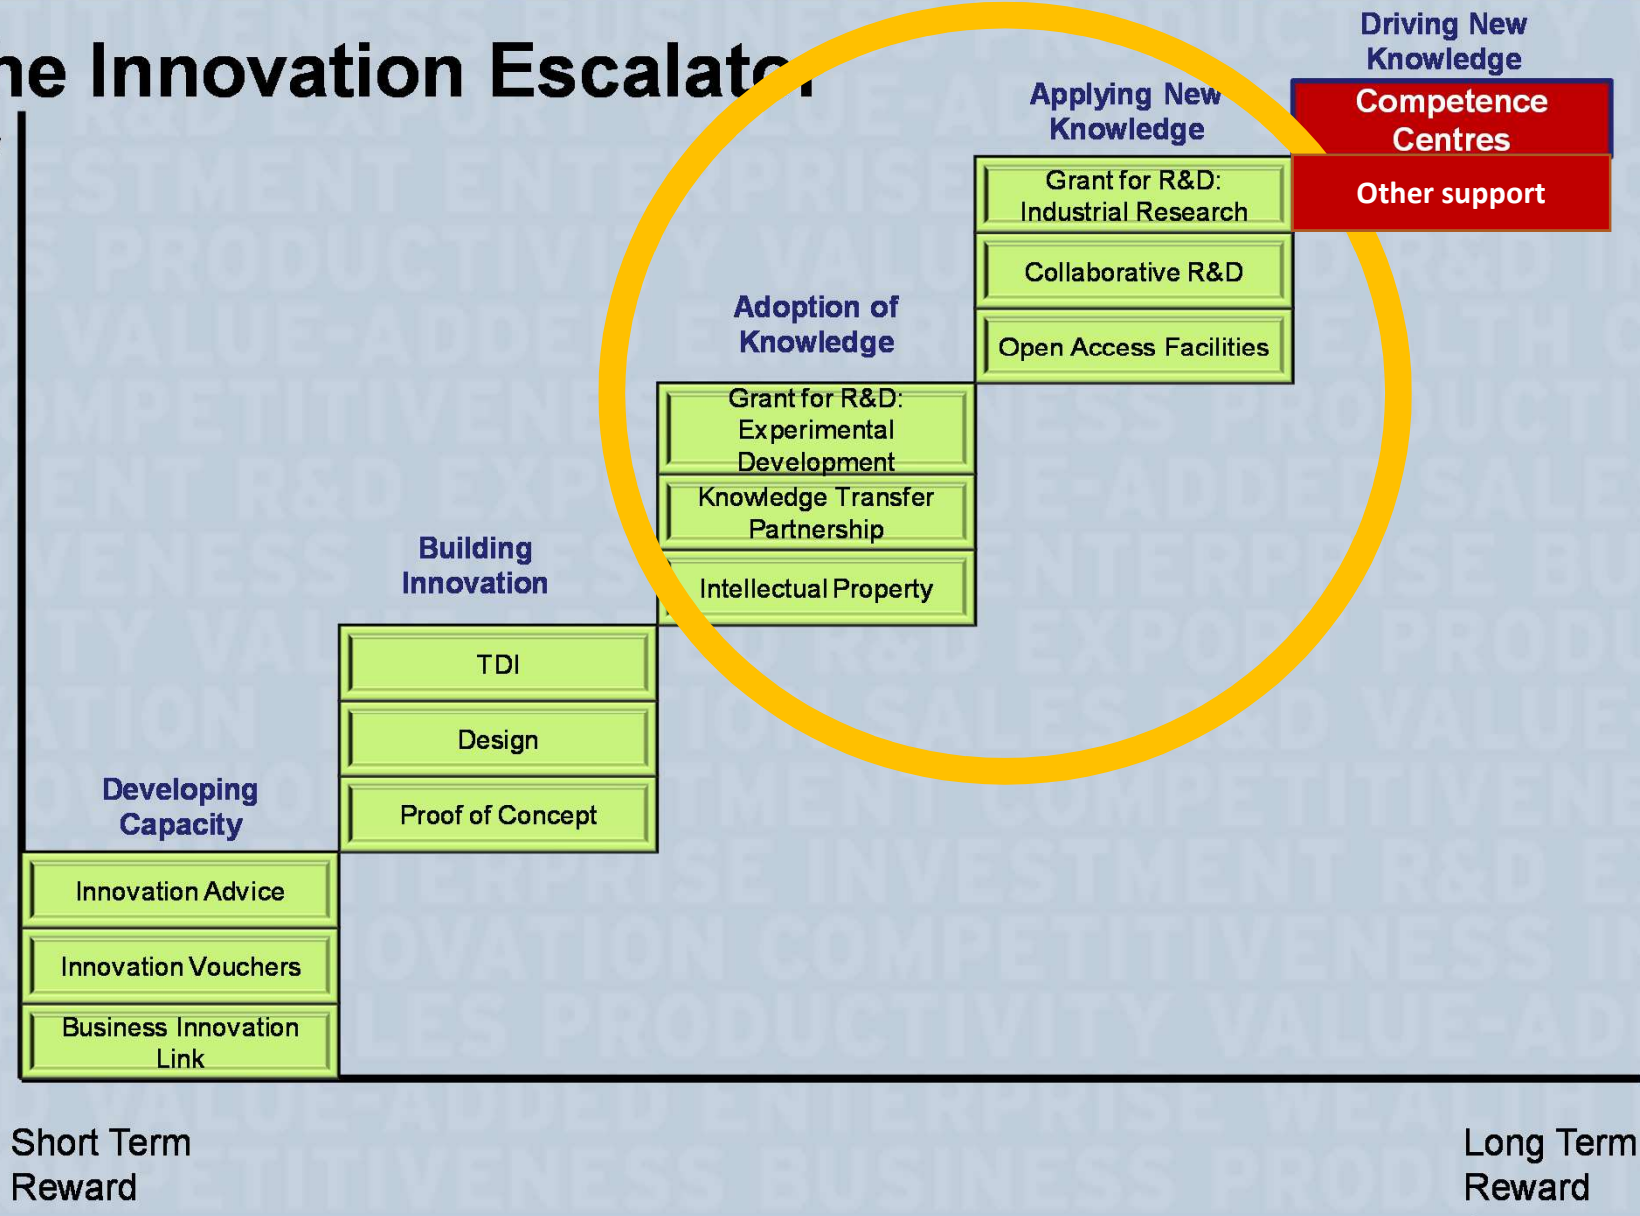 ne Innovation Escalator
Driving New
Knowledge
Competence
Centres
Other support
Applying New
Knowledge
Grant for R&D:
Industrial Research
Collaborative R&D
Open Access Facilities
Adoption of
Knowledge
Grant for R&D:
Experimental
Development
Knowledge Transfer
Partnership
Intellectual Property
Building
Innovation
TDI
Design
Proof of Concept
Developing
Capacity
Innovation Advice
Innovation Vouchers
Business Innovation
Link
Short Term
Reward
Long Term
Reward